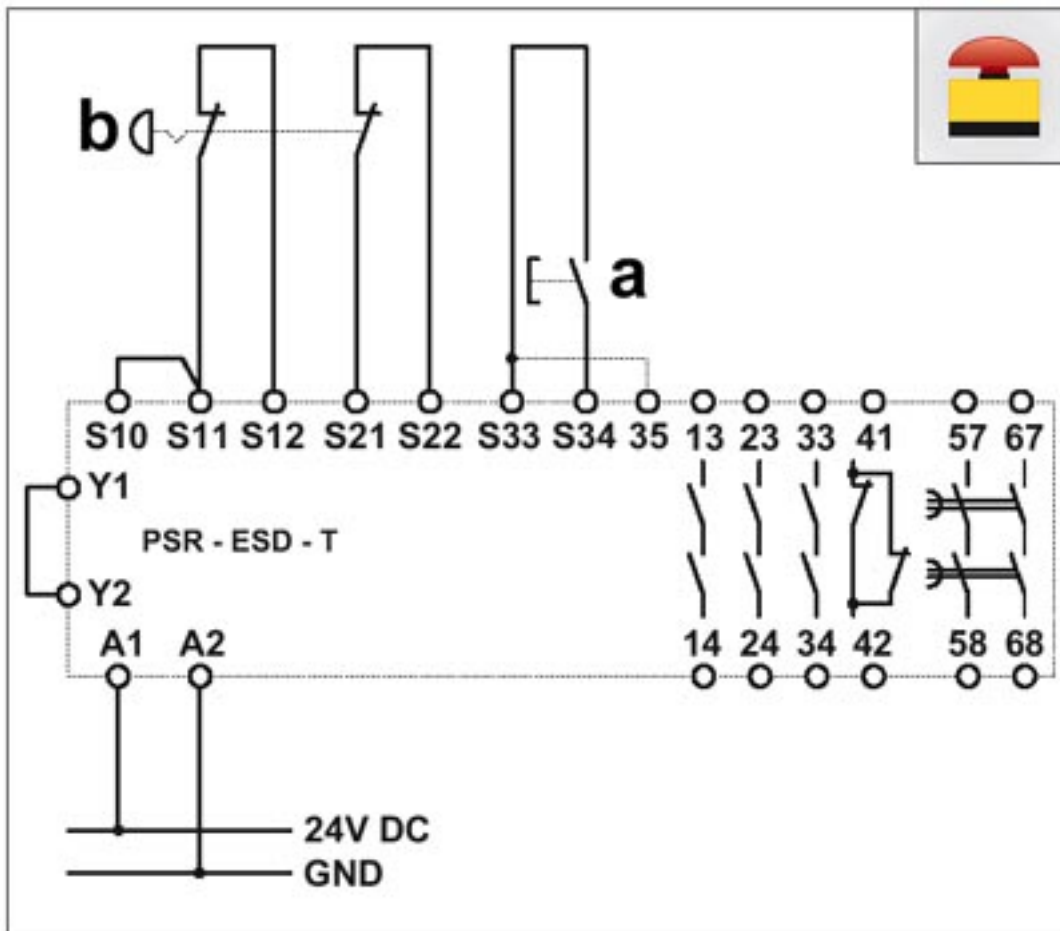 b
a
S10 S11 S12 S21 S22 S33 S34 35 13 23 33 41 57 67
Y1
PSR - ESD - T
Y2
A1 A2 14 24 34 42 58 68
24V DC
GND